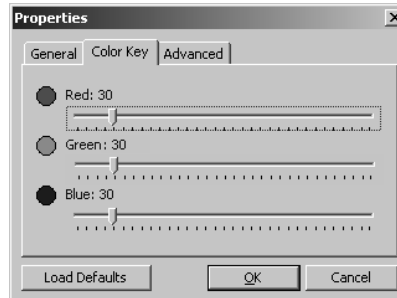 Properties
General Color Key Advanced
Red: 30
Green: 30
Blue: 30
Load Defaults OK Cancel